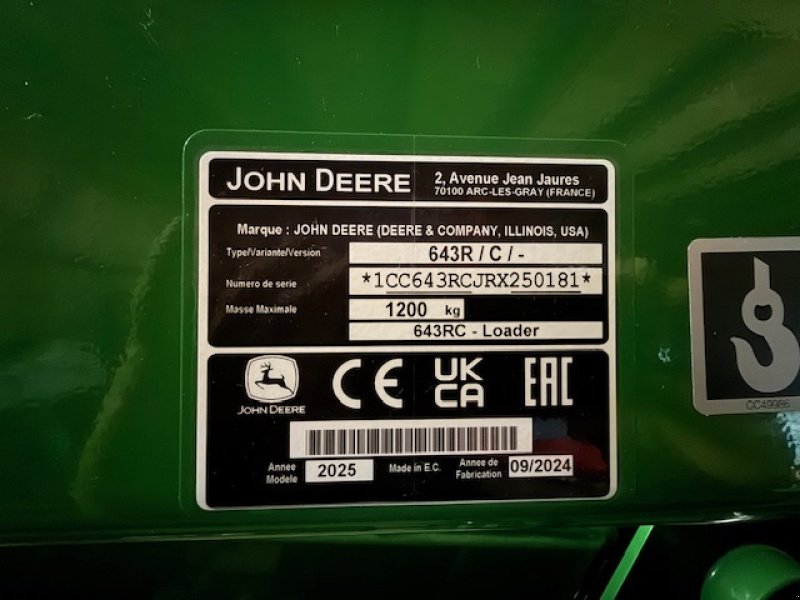 JOHN DEERE
2, Avenue Jean Jaures
70100 ARC-LES-GRAY (FRANCE)
Marque : JOHN DEERE (DEERE & COMPANY, ILLINOIS, USA)
Type/Variante/Version 643R / C / -
Numero de serie *1CC643RCJRX250181*
Masse Maximale 1200 kg
643RC - Loader
JOHN DEERE
CE UKCA EAC
Annee Modele 2025 Made in E.C. Annee de Fabrication 09/2024
CC49986